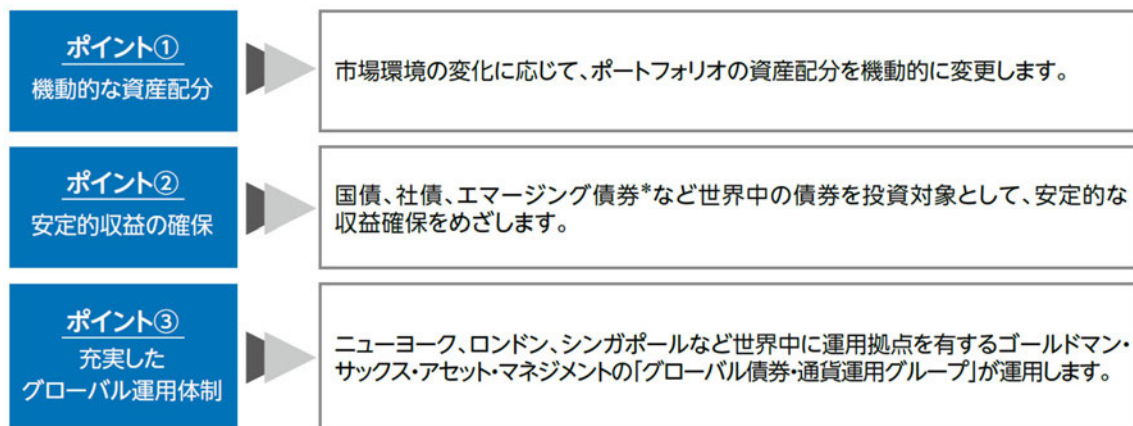 ポイント①
機動的な資産配分
市場環境の変化に応じて、ポートフォリオの資産配分を機動的に変更します。
ポイント②
安定的収益の確保
国債、社債、エマージング債券*など世界中の債券を投資対象として、安定的な
収益確保をめざします。
ポイント③
充実した
グローバル運用体制
ニューヨーク、ロンドン、シンガポールなど世界中に運用拠点を有するゴールドマン・
サックス・アセット・マネジメントの「グローバル債券・通貨運用グループ」が運用します。